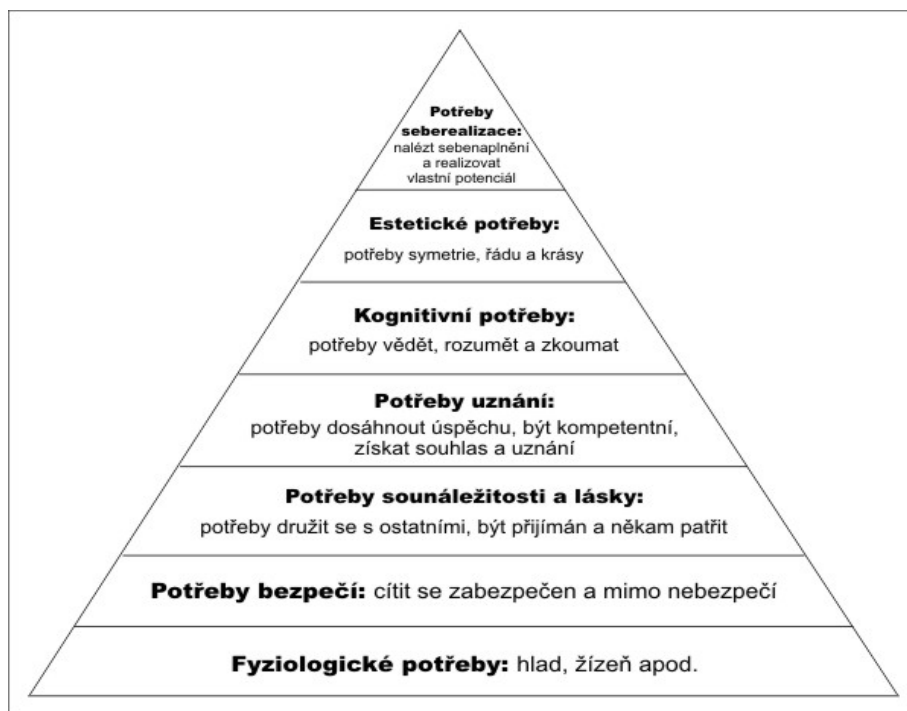 Potřeby
seberealizace:
nalézt sebenaplnění
a realizovat
vlastní potenciál
Estetické potřeby:
potřeby symetrie, řádu a krásy
Kognitivní potřeby:
potřeby vědět, rozumět a zkoumat
Potřeby uznání:
potřeby dosáhnout úspěchu, být kompetentní,
získat souhlas a uznání
Potřeby sounáležitosti a lásky:
potřeby družit se s ostatními, být přijímán a někam patřit
Potřeby bezpečí: cítit se zabezpečen a mimo nebezpečí
Fyziologické potřeby: hlad, žízeň apod.